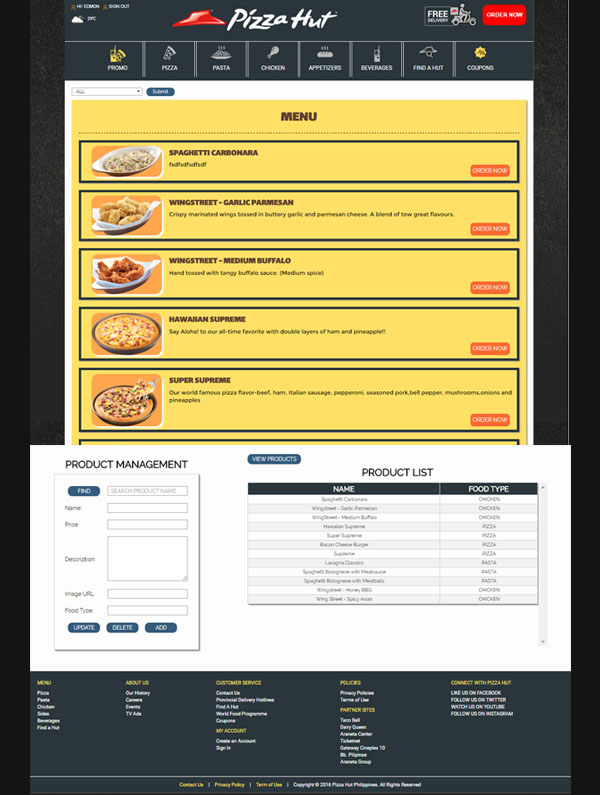 HI! EDMON SIGN OUT
29°C
Pizza Hut
FREE DELIVERY
ORDER NOW
PROMO PIZZA PASTA CHICKEN APPETIZERS BEVERAGES FIND A HUT COUPONS
ALL Submit
MENU
SPAGHETTI CARBONARA
fsdfsdfsdfsdf
ORDER NOW
WINGSTREET - GARLIC PARMESAN
Crispy marinated wings tossed in buttery garlic and parmesan cheese. A blend of tow great flavours.
ORDER NOW
WINGSTREET - MEDIUM BUFFALO
Hand tossed with tangy buffalo sauce. (Medium spice)
ORDER NOW
HAWAIIAN SUPREME
Say Aloha! to our all-time favorite with double layers of ham and pineapple!!
ORDER NOW
SUPER SUPREME
Our world famous pizza flavor-beef, ham, Italian sausage, pepperoni, seasoned pork,bell pepper, mushrooms,onions and
pineapples
ORDER NOW
PRODUCT MANAGEMENT
FIND SEARCH PRODUCT NAME
Name:
Price:
Description:
Image URL:
Food Type:
UPDATE DELETE ADD
VIEW PRODUCTS
PRODUCT LIST
NAME FOOD TYPE
Spaghetti Carbonara CHICKEN
Wingstreet - Garlic Parmesan CHICKEN
WingStreet - Medium Buffalo CHICKEN
Hawaiian Supreme PIZZA
Super Supreme PIZZA
Bacon Cheese Burger PIZZA
Supreme PIZZA
Lasagna Classico PASTA
Spaghetti Bolognese with Meatsauce PASTA
Spaghetti Bolognese with Meatballs PASTA
Wingstreet - Honey BBQ CHICKEN
Wing Street - Spicy Asian CHICKEN
MENU
Pizza
Pasta
Chicken
Sides
Beverages
Find a Hut
ABOUT US
Our History
Careers
Events
TV Ads
CUSTOMER SERVICE
Contact Us
Provincial Delivery Hotlines
Find A Hut
World Food Programme
Coupons
MY ACCOUNT
Create an Account
Sign In
POLICIES
Privacy Policies
Terms of Use
PARTNER SITES
Taco Bell
Dairy Queen
Araneta Center
Ticketnet
Gateway Cineplex 10
Bb. Pilipinas
Araneta Group
CONNECT WITH PIZZA HUT
LIKE US ON FACEBOOK
FOLLOW US ON TWITTER
WATCH US ON YOUTUBE
FOLLOW US ON INSTAGRAM
Contact Us | Privacy Policy | Term of Use | Copyright © 2016 Pizza Hut Philippines. All Rights Reserved